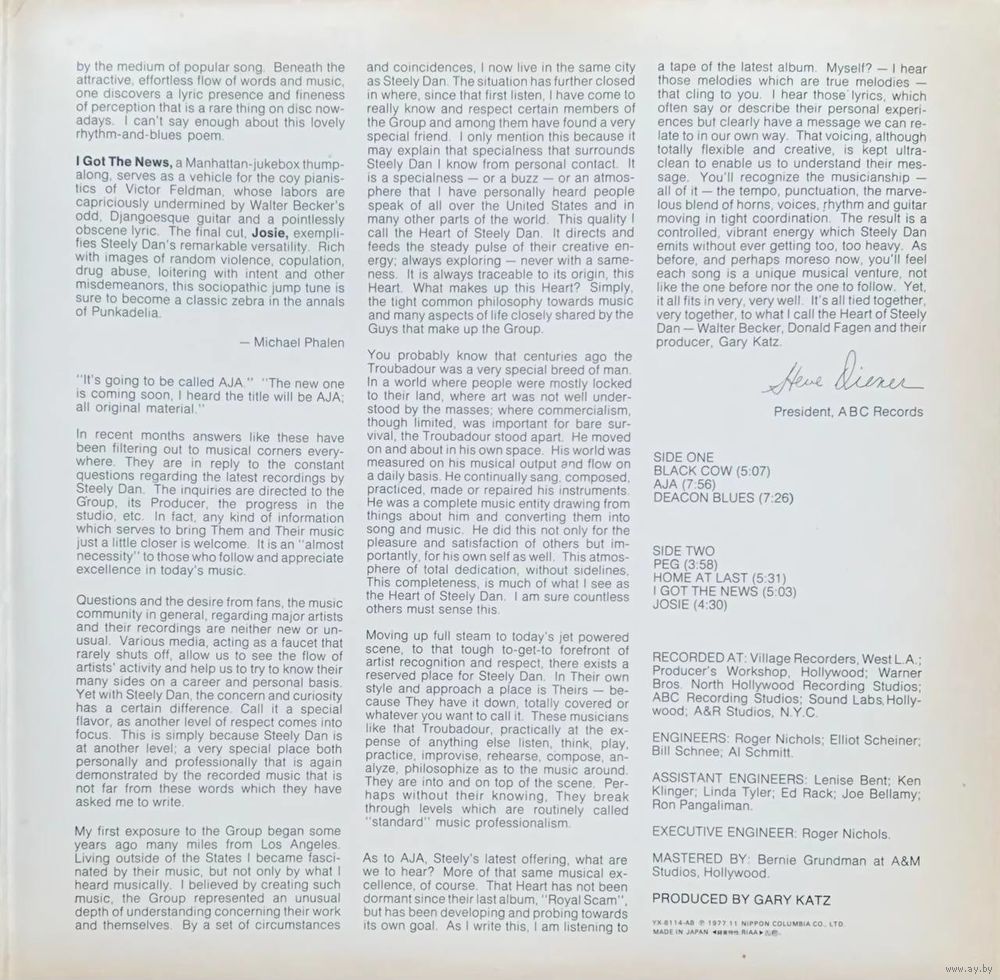 by the medium of popular song. Beneath the
attractive, effortless flow of words and music,
one discovers a lyric presence and fineness
of perception that is a rare thing on disc now-
adays. I can't say enough about this lovely
rhythm-and-blues poem.
I Got The News, a Manhattan-jukebox thump-
along, serves as a vehicle for the coy pianis-
tics of Victor Feldman, whose labors are
capriciously undermined by Walter Becker's
odd, Djangoesque guitar and a pointlessly
obscene lyric. The final cut, Josie, exempli-
fies Steely Dan's remarkable versatility. Rich
with images of random violence, copulation,
drug abuse, loitering with intent and other
misdemeanors, this sociopathic jump tune is
sure to become a classic zebra in the annals
of Punkadelia.
— Michael Phalen
"It's going to be called AJA." "The new one
is coming soon, I heard the title will be AJA;
all original material."
In recent months answers like these have
been filtering out to musical corners every-
where. They are in reply to the constant
questions regarding the latest recordings by
Steely Dan. The inquiries are directed to the
Group, its Producer, the progress in the
studio, etc. In fact, any kind of information
which serves to bring Them and Their music
just a little closer is welcome. It is an "almost
necessity" to those who follow and appreciate
excellence in today's music.
Questions and the desire from fans, the music
community in general, regarding major artists
and their recordings are neither new or un-
usual. Various media, acting as a faucet that
rarely shuts off, allow us to see the flow of
artists' activity and help us to try to know their
many sides on a career and personal basis.
Yet with Steely Dan, the concern and curiosity
has a certain difference. Call it a special
flavor, as another level of respect comes into
focus. This is simply because Steely Dan is
at another level; a very special place both
personally and professionally that is again
demonstrated by the recorded music that is
not far from these words which they have
asked me to write.
My first exposure to the Group began some
years ago many miles from Los Angeles.
Living outside of the States I became fasci-
nated by their music, but not only by what I
heard musically. I believed by creating such
music, the Group represented an unusual
depth of understanding concerning their work
and themselves. By a set of circumstances
and coincidences, I now live in the same city
as Steely Dan. The situation has further closed
in where, since that first listen, I have come to
really know and respect certain members of
the Group and among them have found a very
special friend. I only mention this because it
may explain that specialness that surrounds
Steely Dan I know from personal contact. It
is a specialness — or a buzz — or an atmos-
phere that I have personally heard people
speak of all over the United States and in
many other parts of the world. This quality I
call the Heart of Steely Dan. It directs and
feeds the steady pulse of their creative en-
ergy; always exploring — never with a same-
ness. It is always traceable to its origin, this
Heart. What makes up this Heart? Simply,
the tight common philosophy towards music
and many aspects of life closely shared by the
Guys that make up the Group.
You probably know that centuries ago the
Troubadour was a very special breed of man.
In a world where people were mostly locked
to their land, where art was not well under-
stood by the masses; where commercialism,
though limited, was important for bare sur-
vival, the Troubadour stood apart. He moved
on and about in his own space. His world was
measured on his musical output and flow on
a daily basis. He continually sang, composed,
practiced, made or repaired his instruments.
He was a complete music entity drawing from
things about him and converting them into
song and music. He did this not only for the
pleasure and satisfaction of others but im-
portantly, for his own self as well. This atmos-
phere of total dedication, without sidelines,
This completeness, is much of what I see as
the Heart of Steely Dan. I am sure countless
others must sense this.
Moving up full steam to today's jet powered
scene, to that tough to-get-to forefront of
artist recognition and respect, there exists a
reserved place for Steely Dan. In Their own
style and approach a place is Theirs — be-
cause They have it down, totally covered or
whatever you want to call it. These musicians
like that Troubadour, practically at the ex-
pense of anything else listen, think, play,
practice, improvise, rehearse, compose, an-
alyze, philosophize as to the music around.
They are into and on top of the scene. Per-
haps without their knowing, They break
through levels which are routinely called
"standard" music professionalism.
As to AJA, Steely's latest offering, what are
we to hear? More of that same musical ex-
cellence, of course. That Heart has not been
dormant since their last album, "Royal Scam",
but has been developing and probing towards
its own goal. As I write this, I am listening to
a tape of the latest album. Myself? — I hear
those melodies which are true melodies —
that cling to you. I hear those lyrics, which
often say or describe their personal experi-
ences but clearly have a message we can re-
late to in our own way. That voicing, although
totally flexible and creative, is kept ultra-
clean to enable us to understand their mes-
sage. You'll recognize the musicianship —
all of it — the tempo, punctuation, the marve-
lous blend of horns, voices, rhythm and guitar
moving in tight coordination. The result is a
controlled, vibrant energy which Steely Dan
emits without ever getting too, too heavy. As
before, and perhaps moreso now, you'll feel
each song is a unique musical venture, not
like the one before nor the one to follow. Yet,
it all fits in very, very well. It's all tied together,
very together, to what I call the Heart of Steely
Dan — Walter Becker, Donald Fagen and their
producer, Gary Katz.
Steve Diener
President, ABC Records
SIDE ONE
BLACK COW (5:07)
AJA (7:56)
DEACON BLUES (7:26)
SIDE TWO
PEG (3:58)
HOME AT LAST (5:31)
I GOT THE NEWS (5:03)
JOSIE (4:30)
RECORDED AT: Village Recorders, West L.A.;
Producer's Workshop, Hollywood; Warner
Bros. North Hollywood Recording Studios;
ABC Recording Studios; Sound Labs, Holly-
wood; A&R Studios, N.Y.C.
ENGINEERS: Roger Nichols; Elliot Scheiner;
Bill Schnee; Al Schmitt.
ASSISTANT ENGINEERS: Lenise Bent; Ken
Klinger; Linda Tyler; Ed Rack; Joe Bellamy;
Ron Pangaliman.
EXECUTIVE ENGINEER: Roger Nichols.
MASTERED BY: Bernie Grundman at A&M
Studios, Hollywood.
PRODUCED BY GARY KATZ
YX-8114-AB ℗ 1977.11 NIPPON COLUMBIA CO., LTD.
MADE IN JAPAN RIAA
www.ay.by